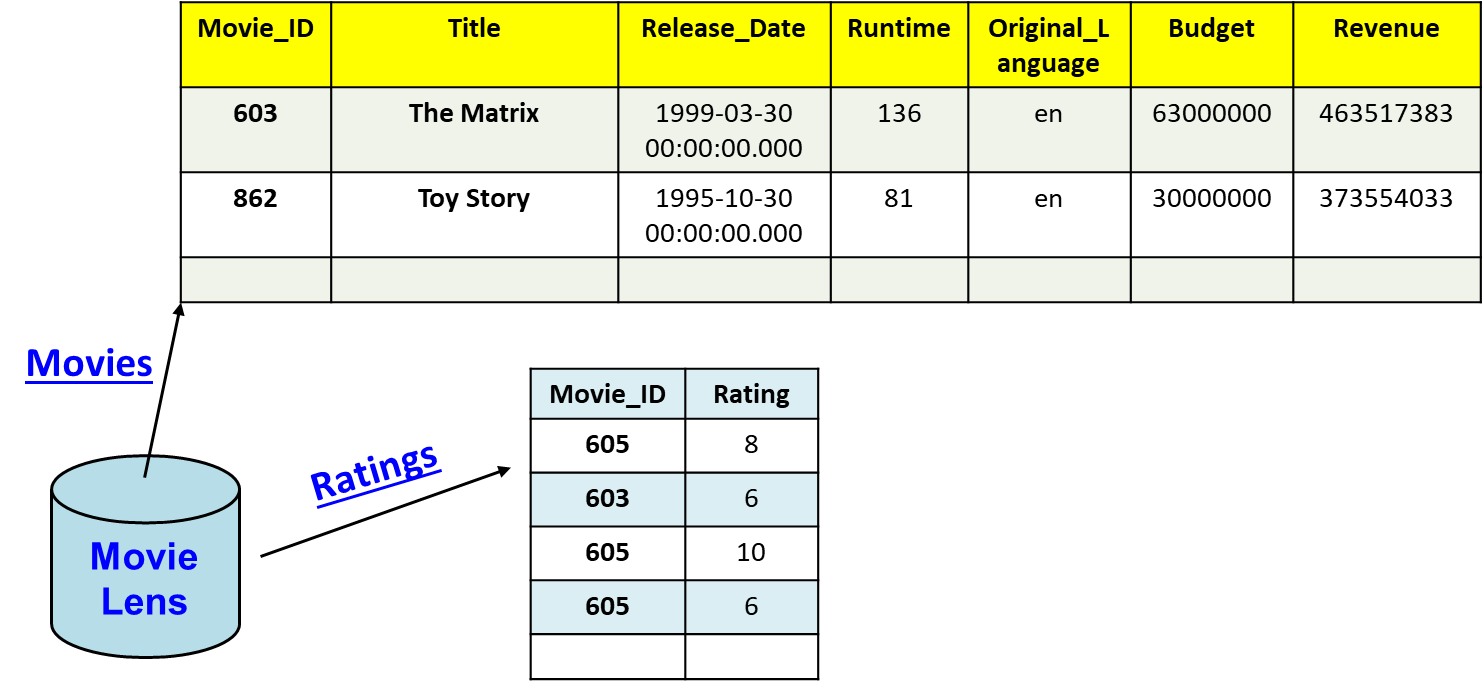 Movie_ID Title Release_Date Runtime Original_L Budget Revenue
anguage
603 The Matrix 1999-03-30 136 en 63000000 463517383
00:00:00.000
862 Toy Story 1995-10-30 81 en 30000000 373554033
00:00:00.000
Movies
Movie_ID Rating
605 8
Ratings
603 6
605 10
605 6
Movie
Lens